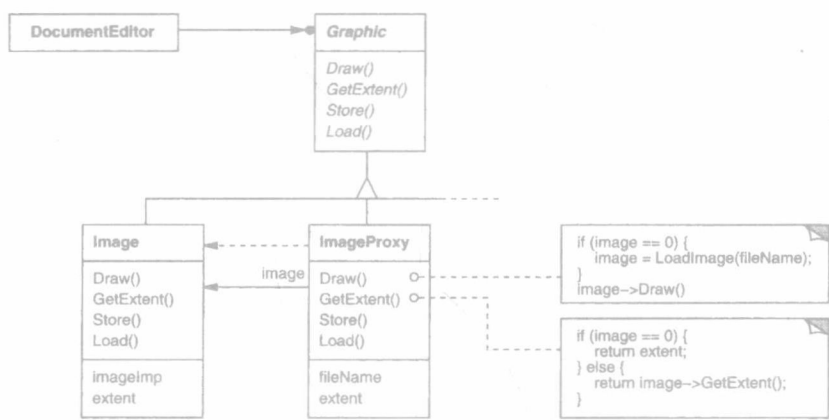 DocumentEditor
Graphic
Draw()
GetExtent()
Store()
Load()
Image
Draw()
GetExtent()
Store()
Load()
imageImp
extent
image
ImageProxy
Draw()
GetExtent()
Store()
Load()
fileName
extent
if (image == 0) {
image = LoadImage(fileName);
}
image->Draw()
if (image == 0) {
return extent;
} else {
return image->GetExtent();
}